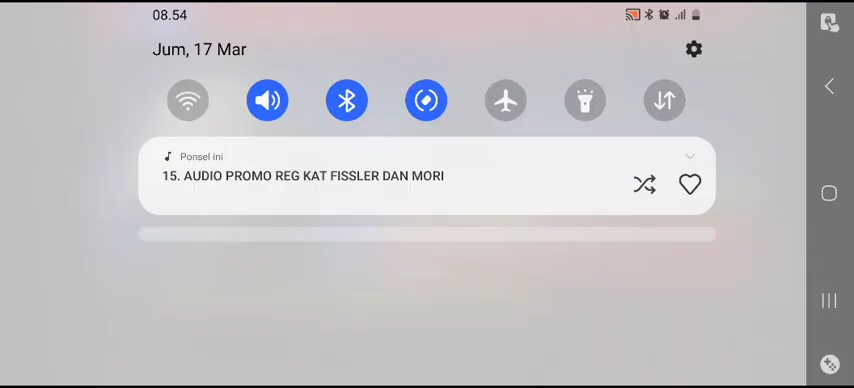 08.54
Jum, 17 Mar
Ponsel ini
15. AUDIO PROMO REG KAT FISSLER DAN MORI